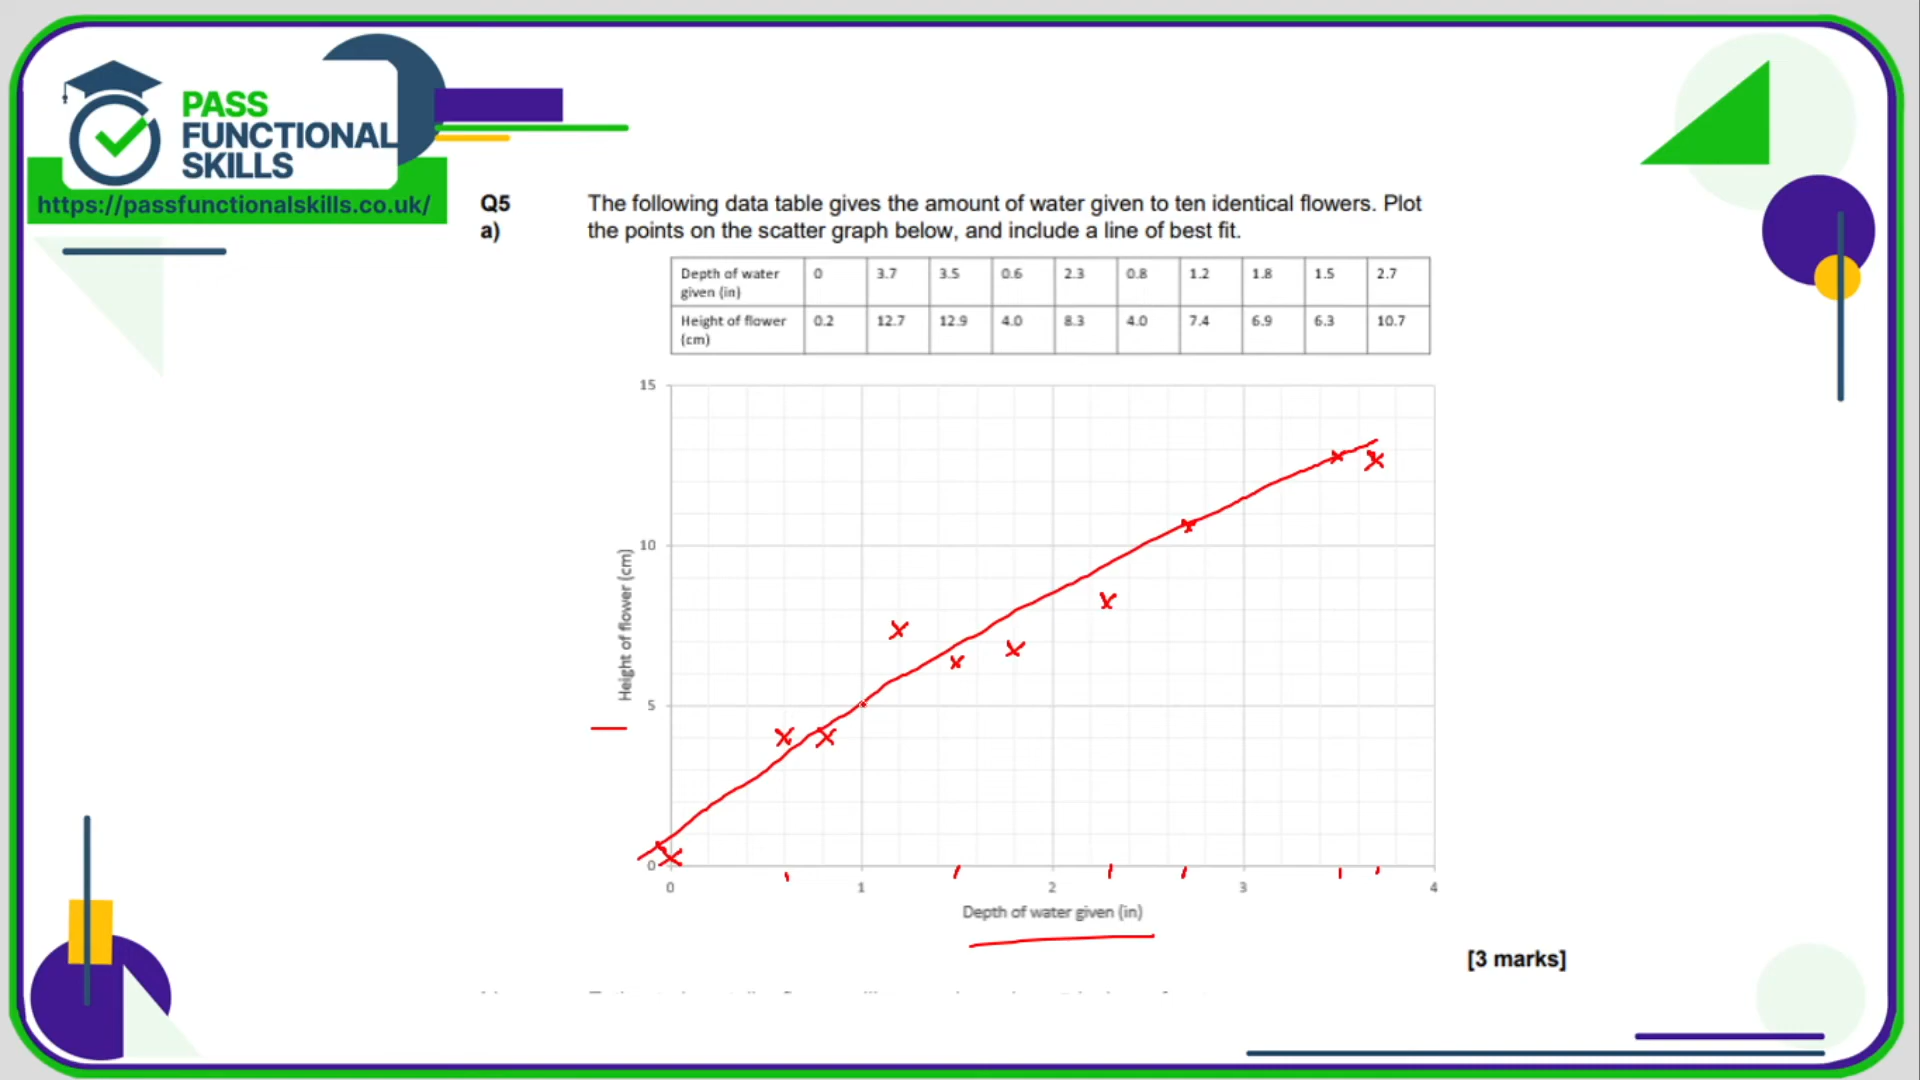 PASS
FUNCTIONAL
SKILLS
https://passfunctionalskills.co.uk/
Q5 The following data table gives the amount of water given to ten identical flowers. Plot
a) the points on the scatter graph below, and include a line of best fit.
Depth of water given (in) 0 3.7 3.5 0.6 2.3 0.8 1.2 1.8 1.5 2.7
Height of flower (cm) 0.2 12.7 12.9 4.0 8.3 4.0 7.4 6.9 6.3 10.7
15
10
5
0
Height of flower (cm)
0 1 2 3 4
Depth of water given (in)
[3 marks]